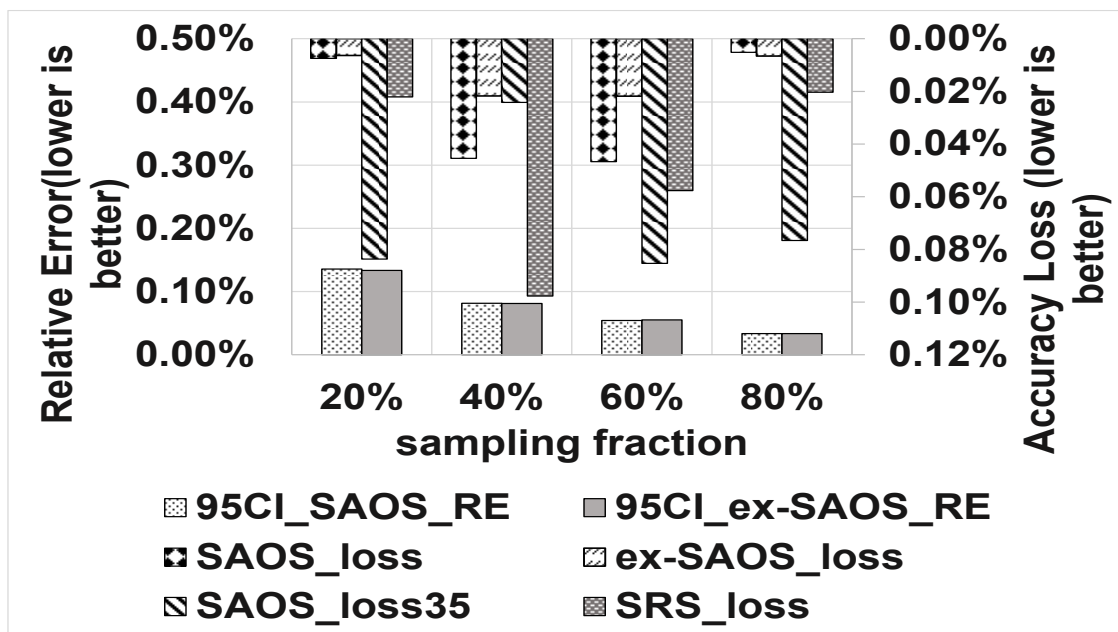 Relative Error(lower is
better)
0.50%
0.40%
0.30%
0.20%
0.10%
0.00%
0.00%
0.02%
0.04%
0.06%
0.08%
0.10%
0.12%
Accuracy Loss (lower is
better)
20% 40% 60% 80%
sampling fraction
95CI_SAOS_RE 95CI_ex-SAOS_RE
SAOS_loss ex-SAOS_loss
SAOS_loss35 SRS_loss